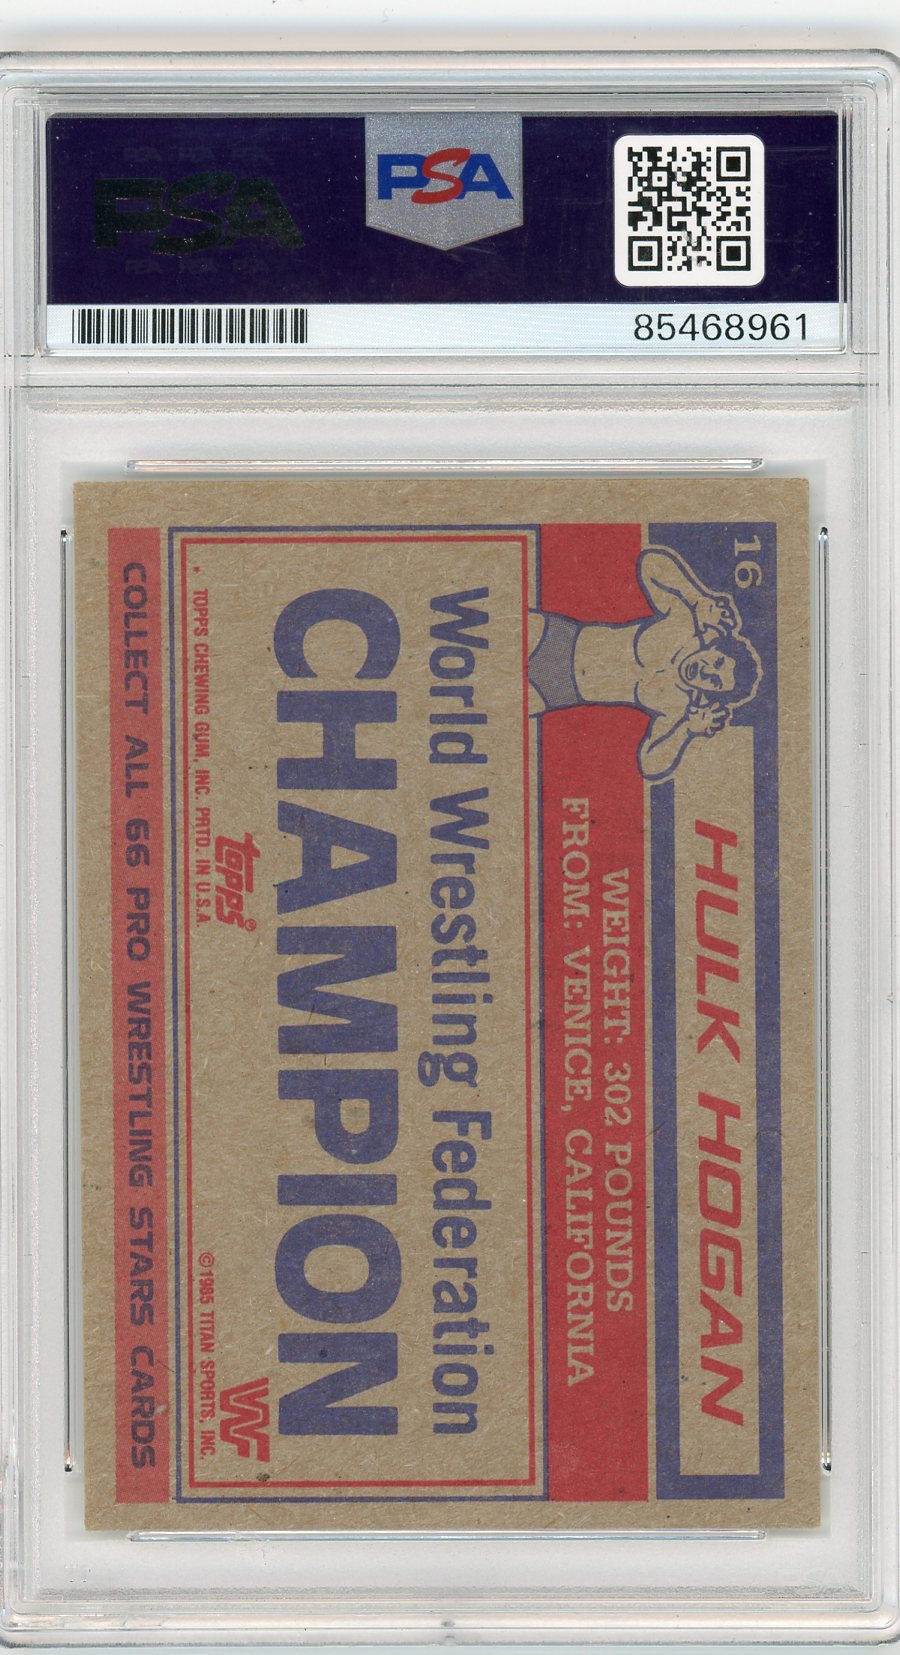 PSA
PSA
85468961
16
HULK HOGAN
WEIGHT: 302 POUNDS
FROM: VENICE, CALIFORNIA
World Wrestling Federation
CHAMPION
topps®
WF
* TOPPS CHEWING GUM, INC. PRTD. IN U.S.A.
©1985 TITAN SPORTS, INC.
COLLECT ALL 66 PRO WRESTLING STARS CARDS